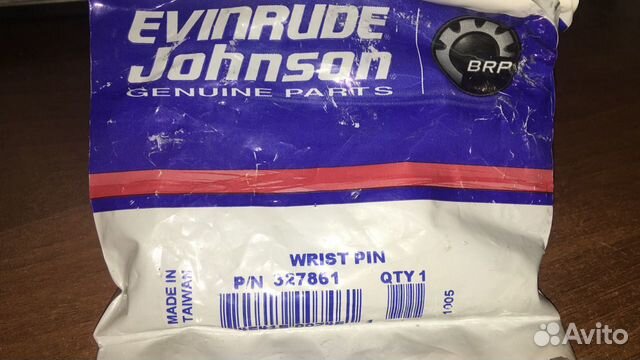 EVINRUDE
Johnson
GENUINE PARTS
BRP
WRIST PIN
P/N 327861 QTY 1
MADE IN
TAIWAN
1005
Avito